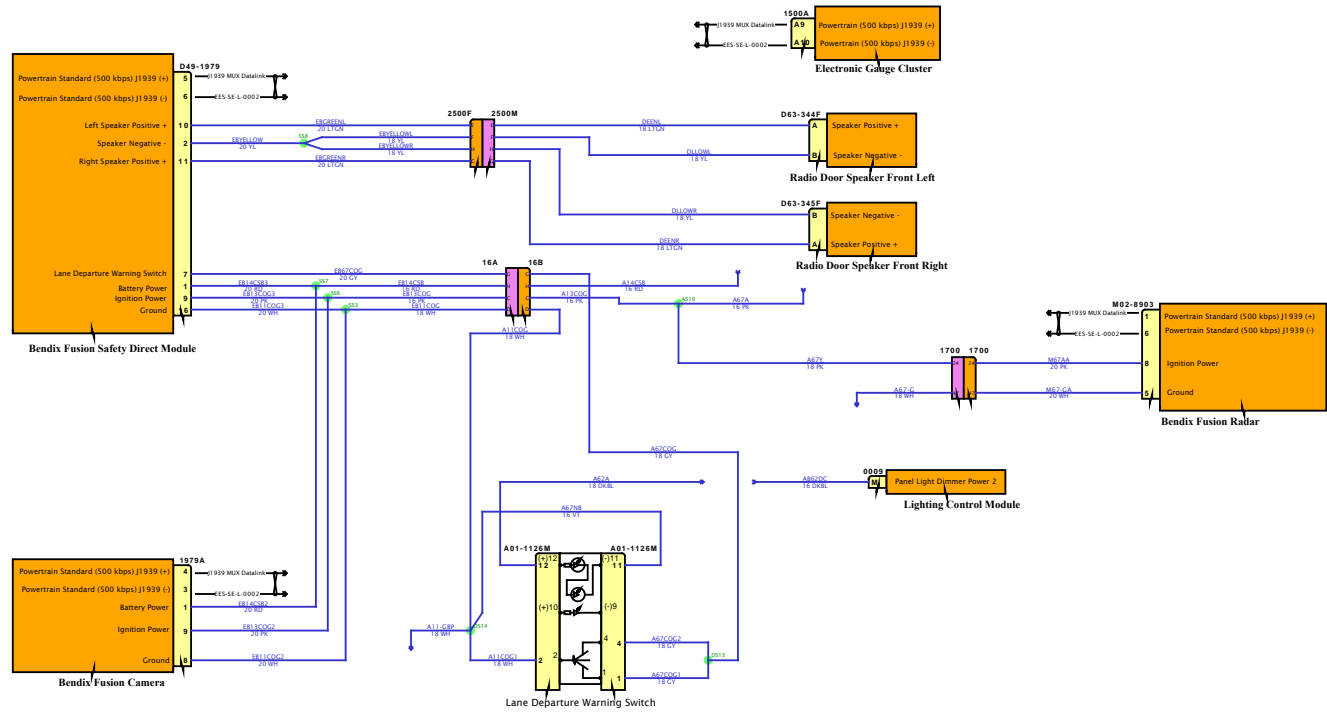 1500A
J1939 MUX Datalink
A9
Powertrain (500 kbps) J1939 (+)
EES-SE-L-0002
A10
Powertrain (500 kbps) J1939 (-)
Electronic Gauge Cluster
D49-1979
Powertrain Standard (500 kbps) J1939 (+)
5
J1939 MUX Datalink
Powertrain Standard (500 kbps) J1939 (-)
6
EES-SE-L-0002
Left Speaker Positive +
10
EBGREENL
20 LTGN
Speaker Negative -
2
EBYELLOW
20 YL
SS8
EBYELLOWL
18 YL
EBYELLOWR
18 YL
Right Speaker Positive +
11
EBGREENR
20 LTGN
2500F
2500M
DEENL
18 LTGN
DLLOWL
18 YL
D63-344F
A
Speaker Positive +
B
Speaker Negative -
Radio Door Speaker Front Left
DLLOWR
18 YL
DEENR
18 LTGN
D63-345F
B
Speaker Negative -
A
Speaker Positive +
Radio Door Speaker Front Right
Lane Departure Warning Switch
7
EB67COG
20 GY
Battery Power
1
EB14CSB3
20 RD
SS7
EB14CSB
16 RD
Ignition Power
9
EB13COG3
20 PK
SS6
EB13COG
16 PK
Ground
6
EB11COG3
20 WH
SS5
EB11COG
18 WH
Bendix Fusion Safety Direct Module
16A
16B
A14CSB
16 RD
A13COG
16 PK
AS19
A67A
16 PK
A11COG
18 WH
A67Y
18 PK
A67-G
18 WH
1700
1700
24
24
M67AA
20 PK
M67-GA
20 WH
M02-8903
J1939 MUX Datalink
1
Powertrain Standard (500 kbps) J1939 (+)
EES-SE-L-0002
6
Powertrain Standard (500 kbps) J1939 (-)
8
Ignition Power
5
Ground
Bendix Fusion Radar
A67COG
18 GY
A62A
18 DKBL
AB62DC
16 DKBL
0009
M
Panel Light Dimmer Power 2
Lighting Control Module
A67NB
16 VT
1979A
Powertrain Standard (500 kbps) J1939 (+)
4
J1939 MUX Datalink
Powertrain Standard (500 kbps) J1939 (-)
3
EES-SE-L-0002
Battery Power
1
EB14CSB2
20 RD
Ignition Power
9
EB13COG2
20 PK
Ground
8
EB11COG2
20 WH
Bendix Fusion Camera
A11-GBP
18 WH
DS14
A11COG1
18 WH
A01-1126M
A01-1126M
(+)12
12
(-)11
11
(+)10
(-)9
4
4
2
2
1
1
A67COG2
18 GY
DS13
A67COG1
18 GY
Lane Departure Warning Switch